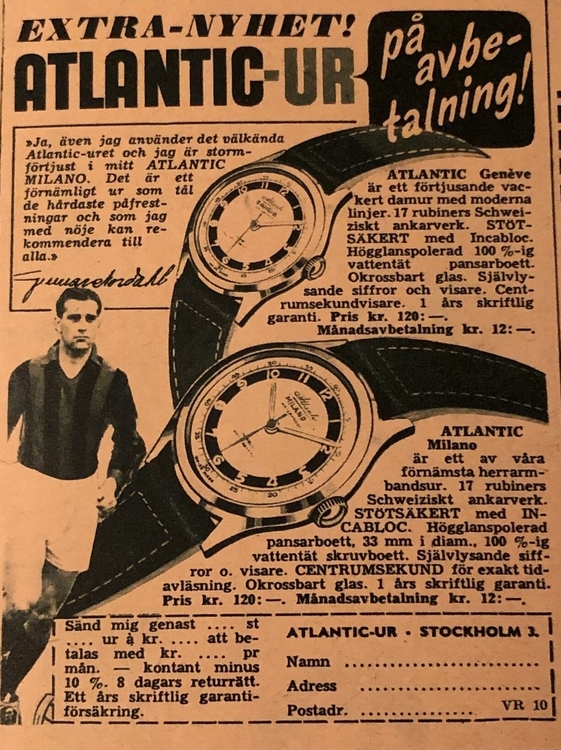 EXTRA-NYHET!
ATLANTIC-UR
på
avbe-
talning!
»Ja, även jag använder det välkända
Atlantic-uret och jag är storm-
förtjust i mitt ATLANTIC
MILANO. Det är ett
förnämligt ur som tål
de hårdaste påfrest-
ningar och som jag
med nöje kan re-
kommendera till
alla.»
Gunnar Nordahl
ATLANTIC Genève
är ett förtjusande vac-
kert damur med moderna
linjer. 17 rubiners Schwei-
ziskt ankarverk. STÖT-
SÄKERT med Incabloc.
Högglanspolerad 100 %-ig
vattentät pansarboett.
Okrossbart glas. Självly-
sande siffror och visare. Cent-
rumsekundvisare. 1 års skriftlig
garanti. Pris kr. 120:—.
Månadsavbetalning kr. 12:—.
Atlantic
MILANO
ATLANTIC
Milano
är ett av våra
förnämsta herrarm-
bandsur. 17 rubiners
Schweiziskt ankarverk.
STÖTSÄKERT med IN-
CABLOC. Högglanspolerad
pansarboett, 33 mm i diam., 100 %-ig
vattentät skruvboett. Självlysande siff-
ror o. visare. CENTRUMSEKUND för exakt tid-
avläsning. Okrossbart glas. 1 års skriftlig garanti.
Pris kr. 120:—. Månadsavbetalning kr. 12:—.
Sänd mig genast .... st
.... ur à kr. .... att be-
talas med kr. .... pr
mån. — kontant minus
10 %. 8 dagars returrätt.
Ett års skriftlig garanti-
försäkring.
ATLANTIC-UR · STOCKHOLM 3.
Namn ..............................
Adress ..............................
Postadr. .................... VR 10